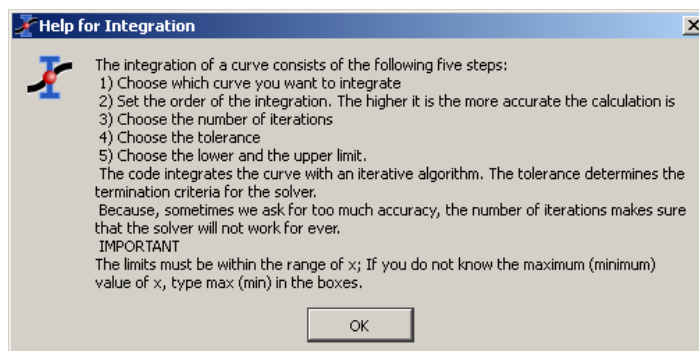 Help for Integration
The integration of a curve consists of the following five steps:
1) Choose which curve you want to integrate
2) Set the order of the integration. The higher it is the more accurate the calculation is
3) Choose the number of iterations
4) Choose the tolerance
5) Choose the lower and the upper limit.
The code integrates the curve with an iterative algorithm. The tolerance determines the
termination criteria for the solver.
Because, sometimes we ask for too much accuracy, the number of iterations makes sure
that the solver will not work for ever.
IMPORTANT
The limits must be within the range of x; If you do not know the maximum (minimum)
value of x, type max (min) in the boxes.
OK